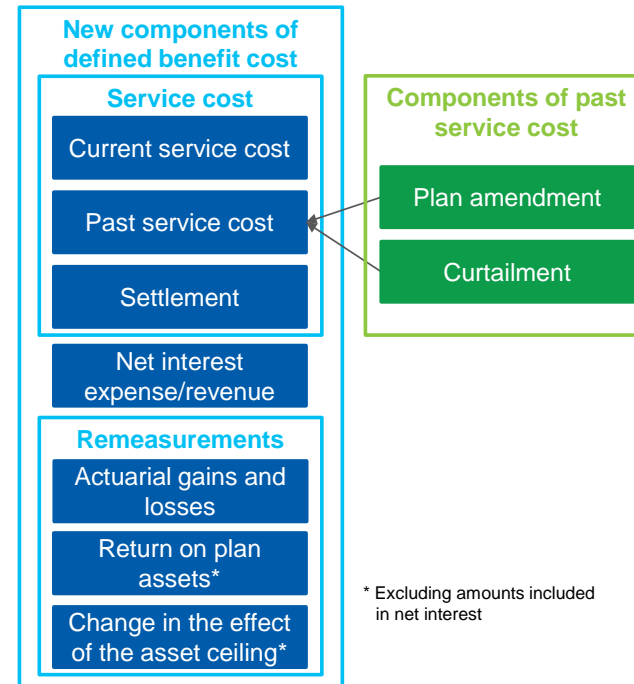 New components of
defined benefit cost
Service cost
Current service cost
Past service cost
Settlement
Net interest
expense/revenue
Remeasurements
Actuarial gains and
losses
Return on plan
assets*
Change in the effect
of the asset ceiling*
Components of past
service cost
Plan amendment
Curtailment
* Excluding amounts included
in net interest